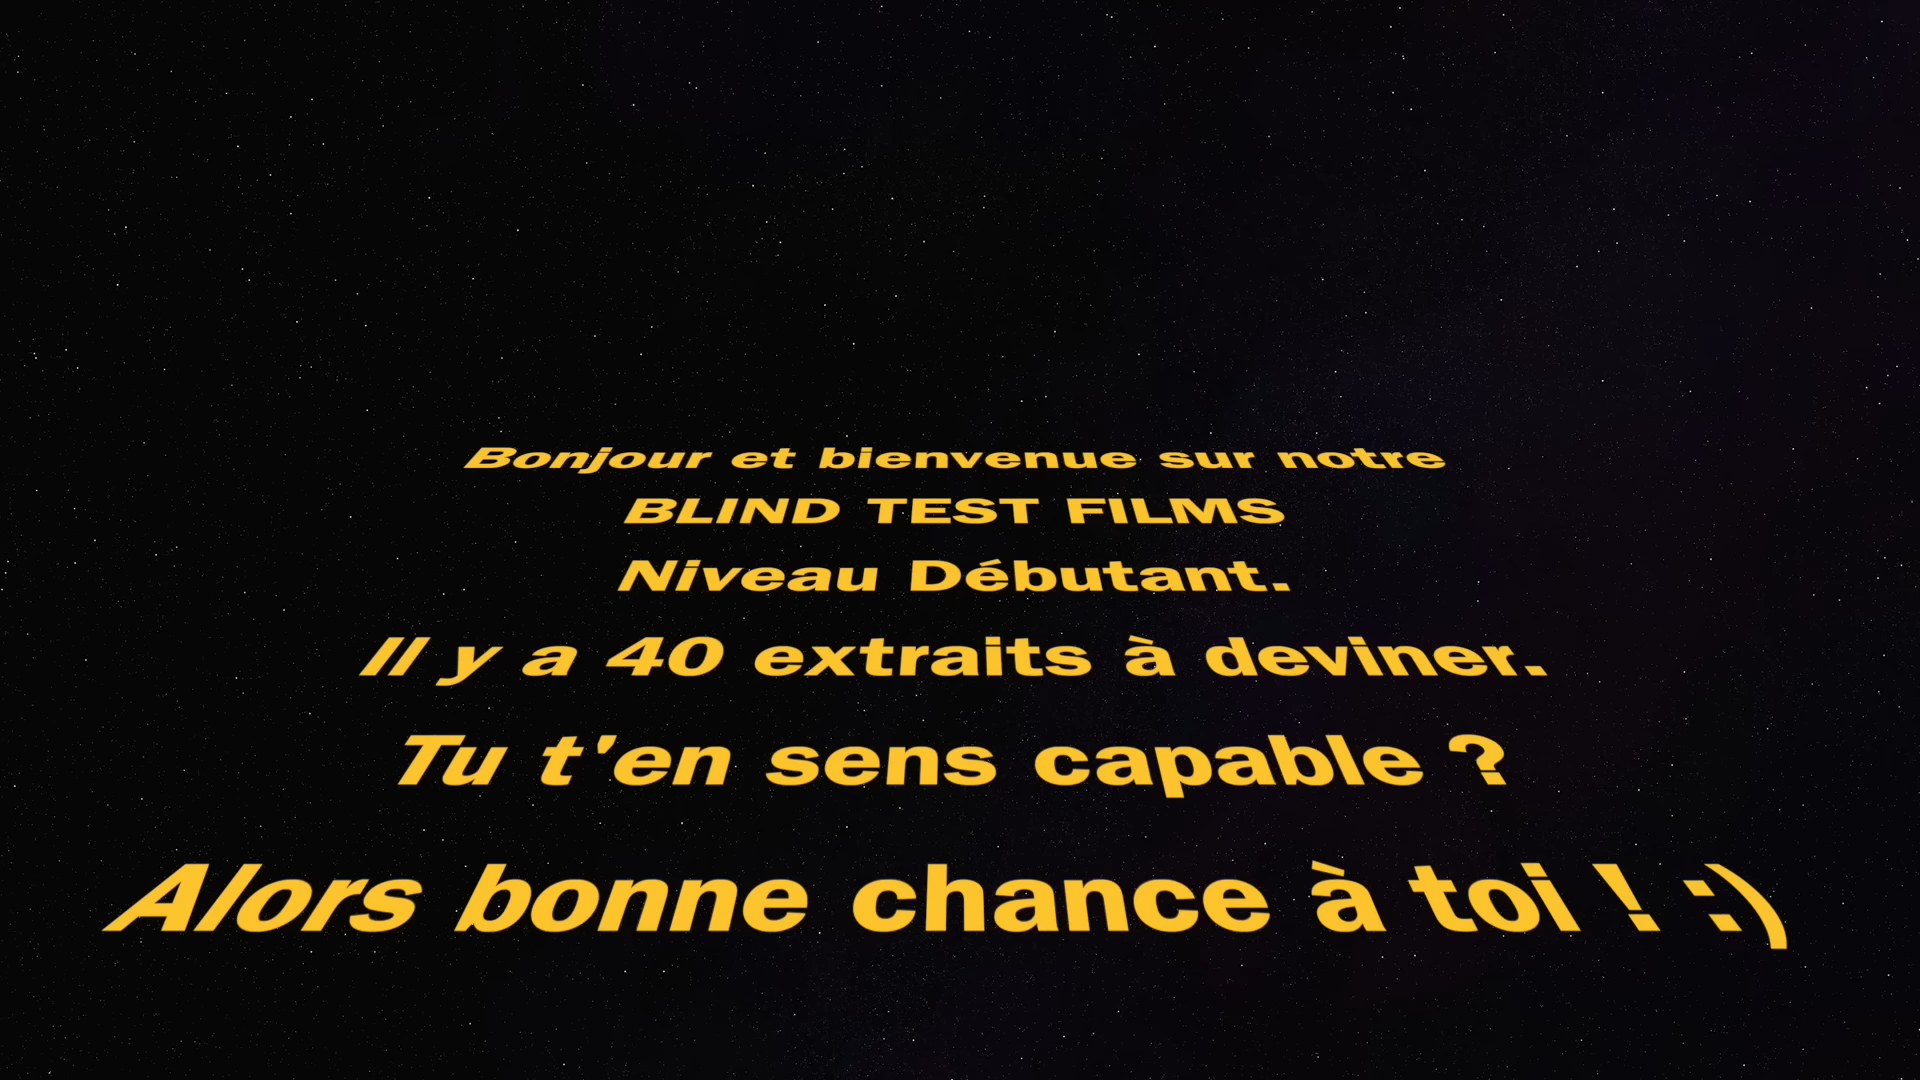 Bonjour et bienvenue sur notre
BLIND TEST FILMS
Niveau Débutant.
Il y a 40 extraits à deviner.
Tu t'en sens capable ?
Alors bonne chance à toi ! :)